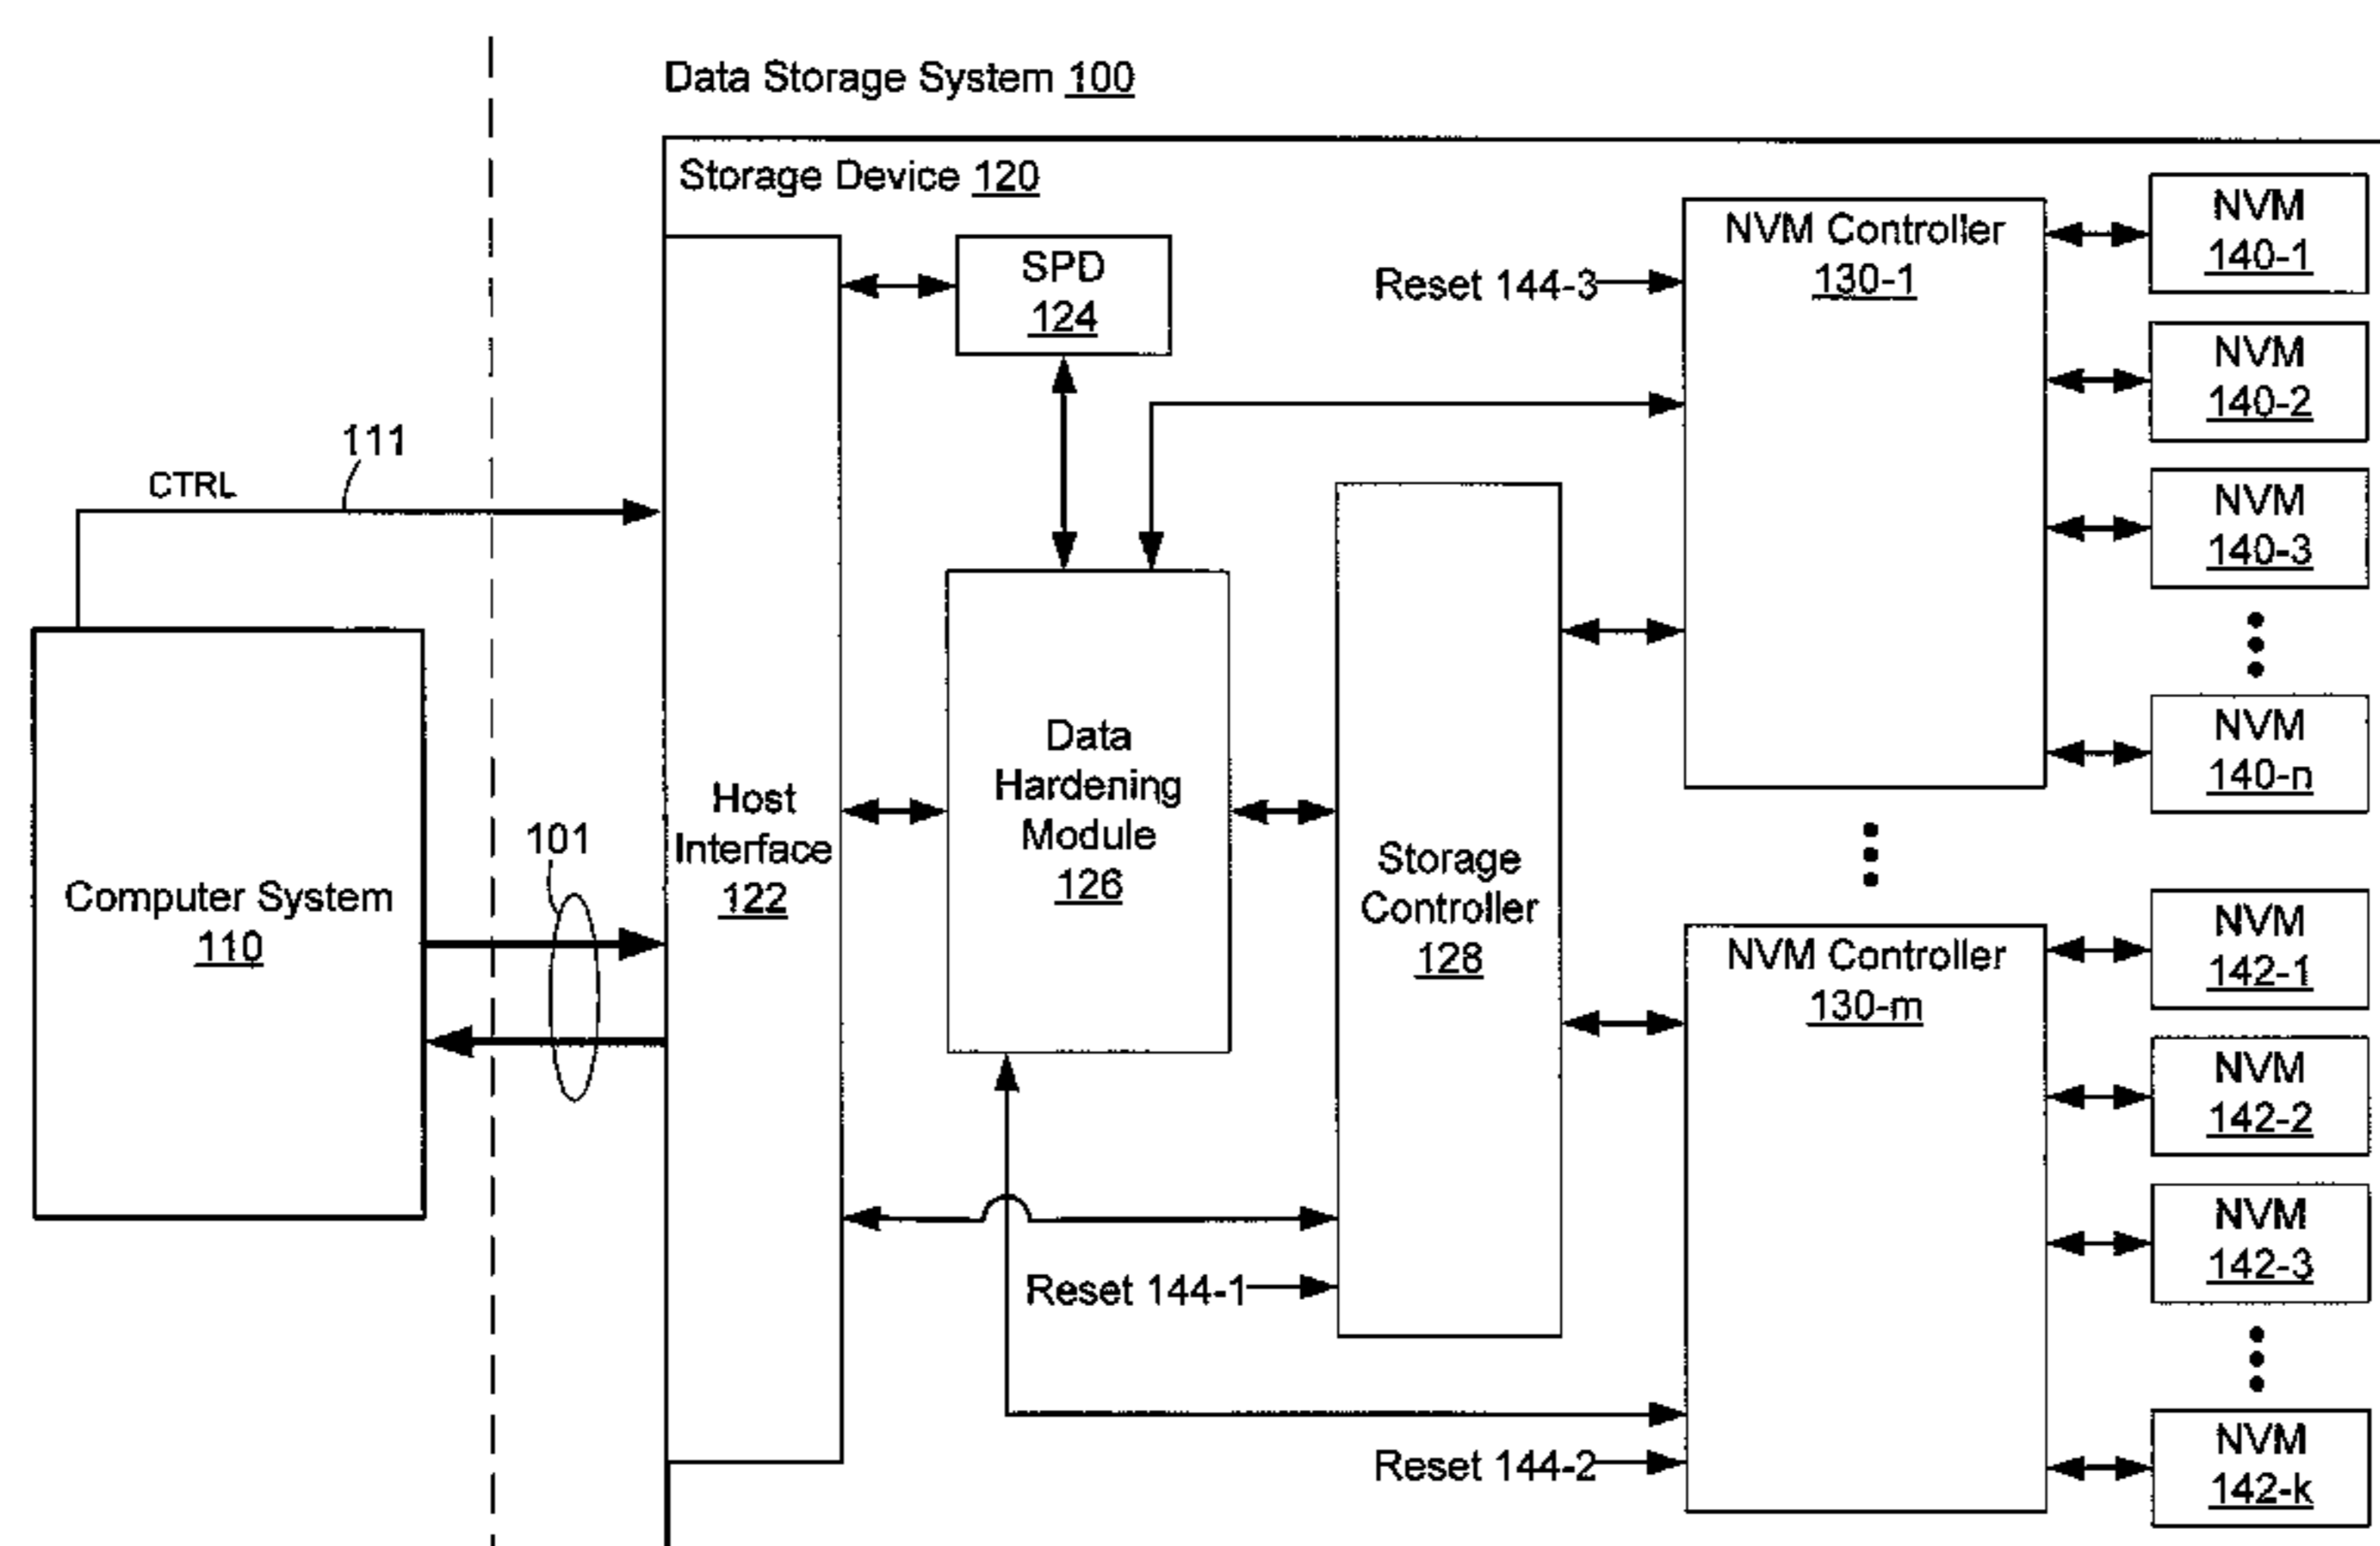 Data Storage System 100
Storage Device 120
CTRL
111
Computer System
110
101
Host
Interface
122
SPD
124
Data
Hardening
Module
126
Storage
Controller
128
Reset 144-1
Reset 144-3
NVM Controller
130-1
NVM
140-1
NVM
140-2
NVM
140-3
NVM
140-n
NVM Controller
130-m
Reset 144-2
NVM
142-1
NVM
142-2
NVM
142-3
NVM
142-k